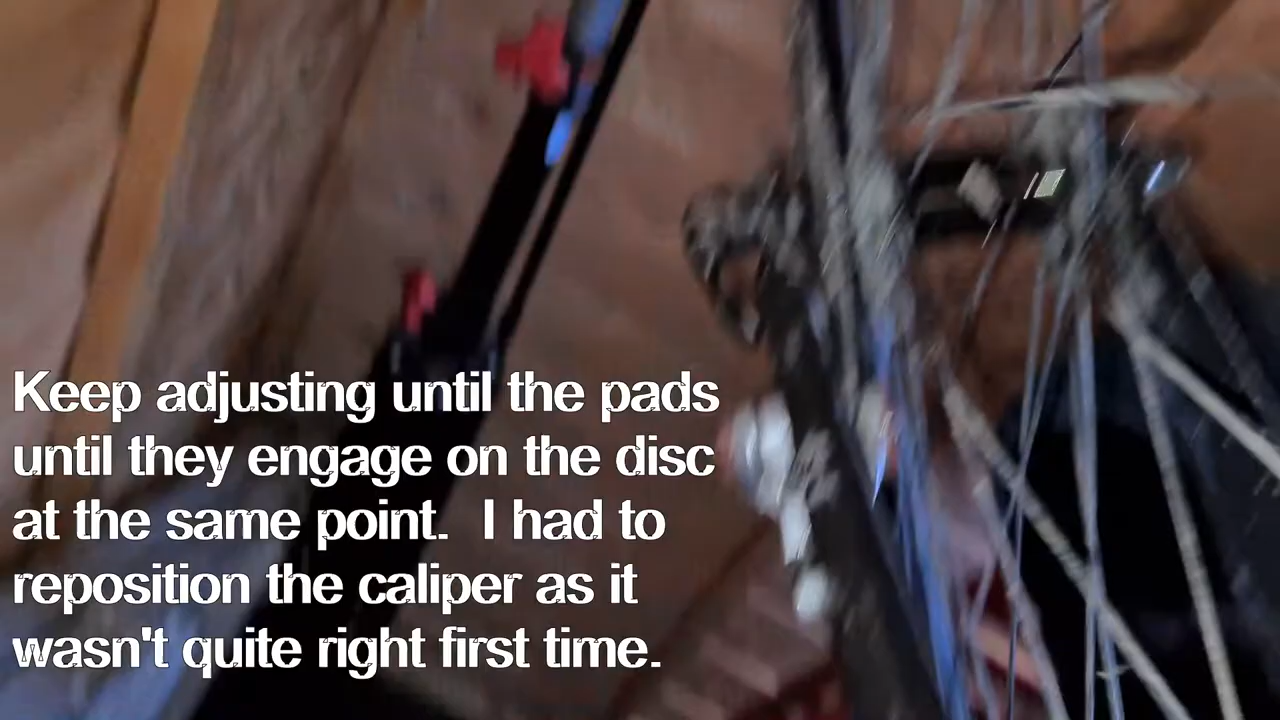 Keep adjusting until the pads
until they engage on the disc
at the same point.  I had to
reposition the caliper as it
wasn't quite right first time.